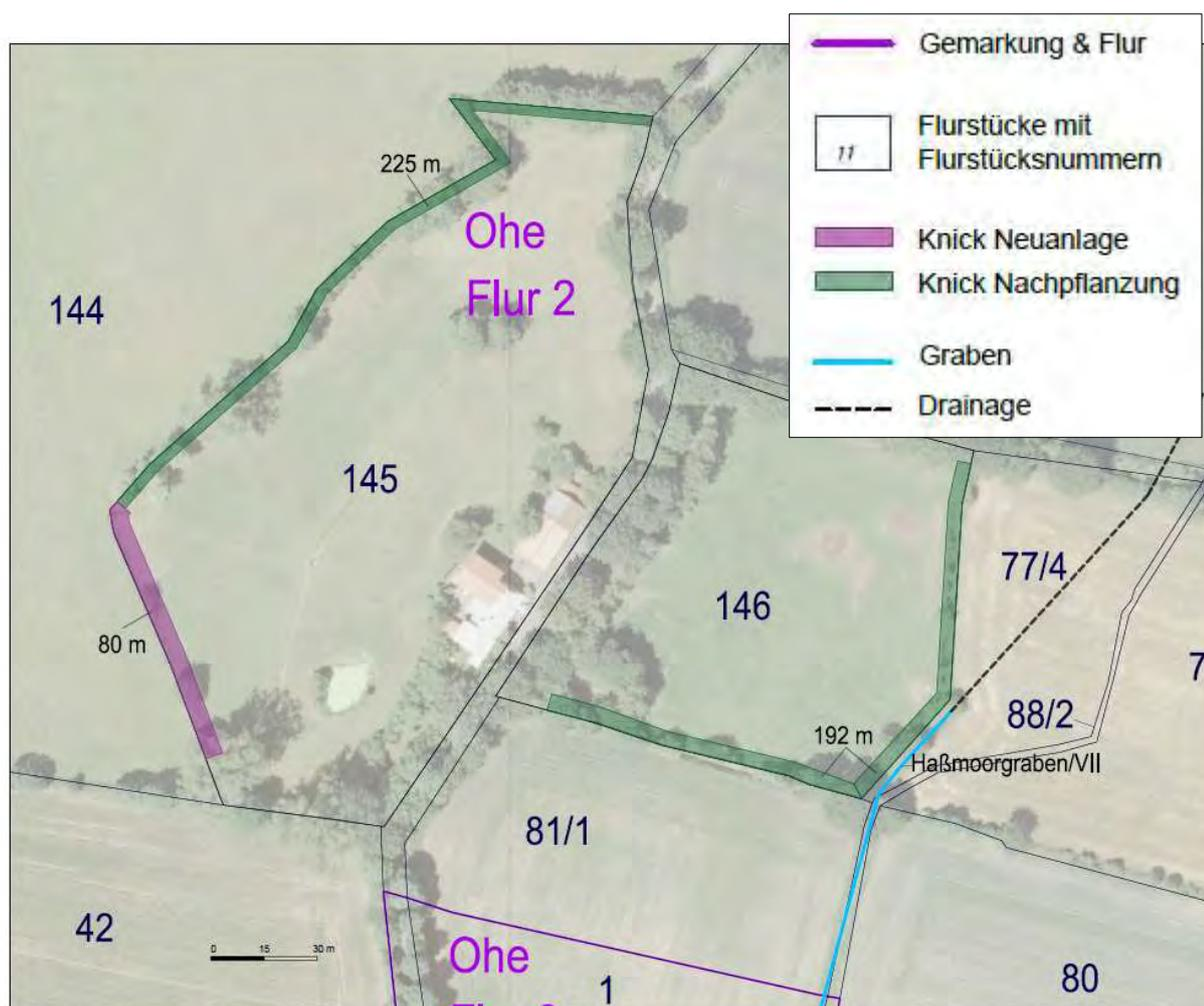 Gemarkung & Flur
11
Flurstücke mit
Flurstücksnummern
Knick Neuanlage
Knick Nachpflanzung
Graben
Drainage
225 m
Ohe
Flur 2
144
145
77/4
146
80 m
88/2
7
192 m
Haßmoorgraben/VII
81/1
42
0 15 30 m
Ohe
1
80